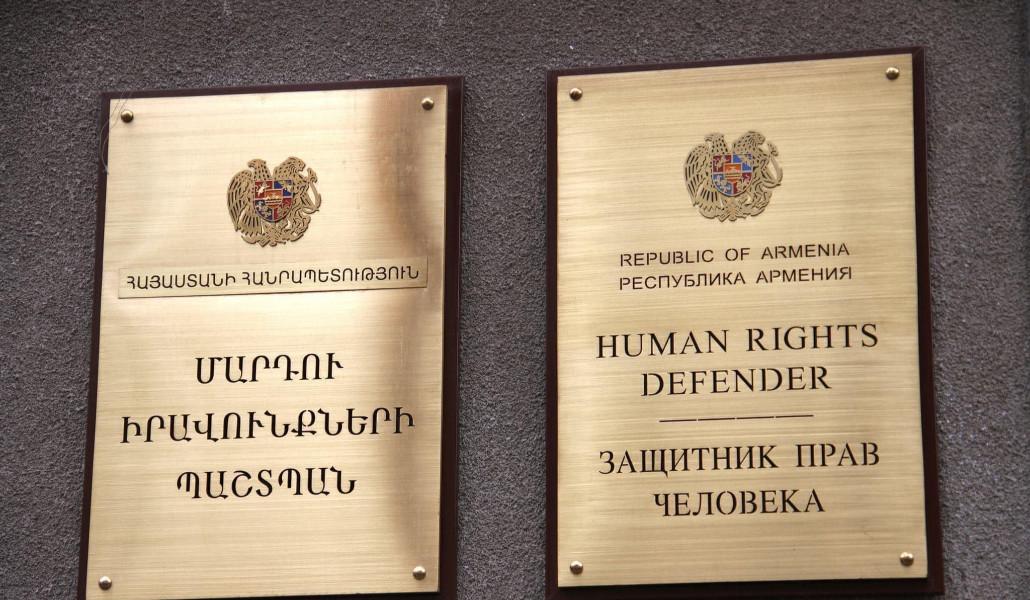 ՀԱՅԱՍՏԱՆԻ ՀԱՆՐԱՊԵՏՈՒԹՅՈՒՆ
ՄԱՐԴՈՒ
ԻՐԱՎՈՒՆՔՆԵՐԻ
ՊԱՇՏՊԱՆ
REPUBLIC OF ARMENIA
РЕСПУБЛИКА АРМЕНИЯ
HUMAN RIGHTS
DEFENDER
ЗАЩИТНИК ПРАВ
ЧЕЛОВЕКА